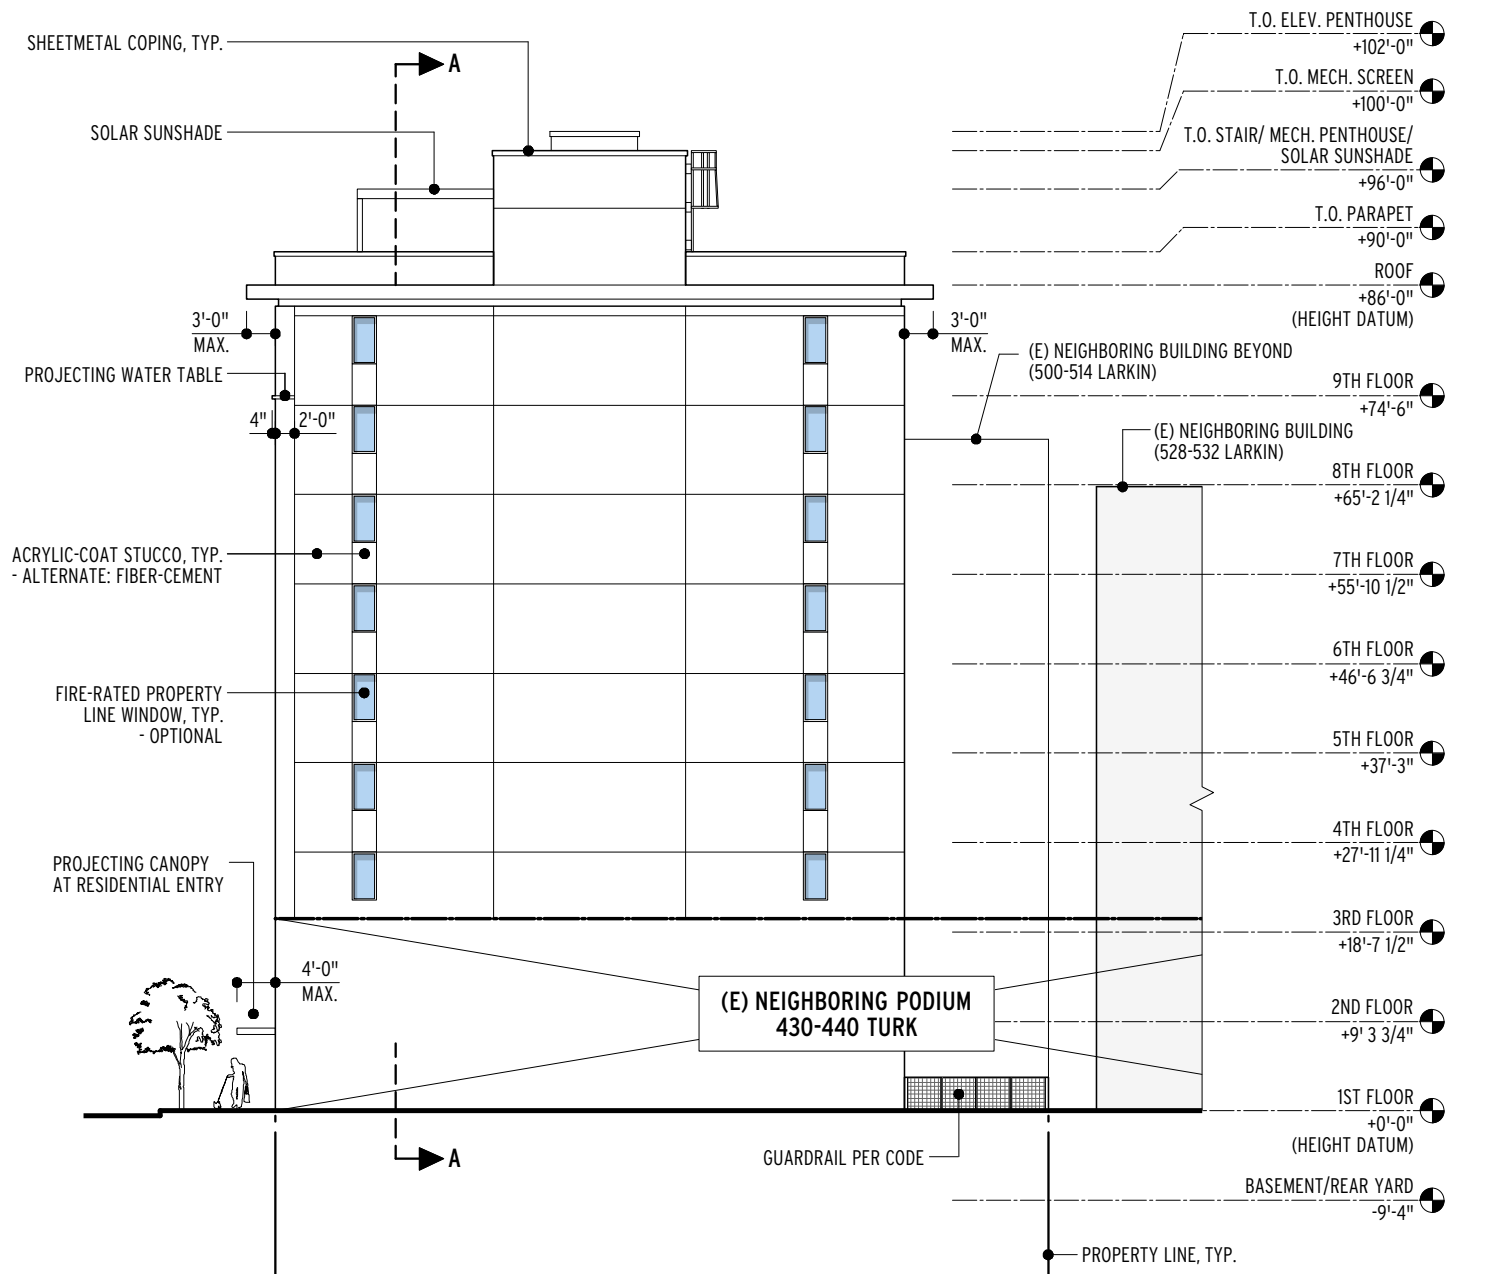 SHEETMETAL COPING, TYP.
A
SOLAR SUNSHADE
T.O. ELEV. PENTHOUSE
+102'-0"
T.O. MECH. SCREEN
+100'-0"
T.O. STAIR/ MECH. PENTHOUSE/
SOLAR SUNSHADE
+96'-0"
T.O. PARAPET
+90'-0"
ROOF
+86'-0"
(HEIGHT DATUM)
3'-0"
MAX.
3'-0"
MAX.
PROJECTING WATER TABLE
4"
2'-0"
(E) NEIGHBORING BUILDING BEYOND
(500-514 LARKIN)
9TH FLOOR
+74'-6"
(E) NEIGHBORING BUILDING
(528-532 LARKIN)
8TH FLOOR
+65'-2 1/4"
ACRYLIC-COAT STUCCO, TYP.
- ALTERNATE: FIBER-CEMENT
7TH FLOOR
+55'-10 1/2"
6TH FLOOR
+46'-6 3/4"
FIRE-RATED PROPERTY
LINE WINDOW, TYP.
- OPTIONAL
5TH FLOOR
+37'-3"
4TH FLOOR
+27'-11 1/4"
PROJECTING CANOPY
AT RESIDENTIAL ENTRY
3RD FLOOR
+18'-7 1/2"
4'-0"
MAX.
(E) NEIGHBORING PODIUM
430-440 TURK
2ND FLOOR
+9' 3 3/4"
1ST FLOOR
+0'-0"
(HEIGHT DATUM)
A
GUARDRAIL PER CODE
BASEMENT/REAR YARD
-9'-4"
PROPERTY LINE, TYP.